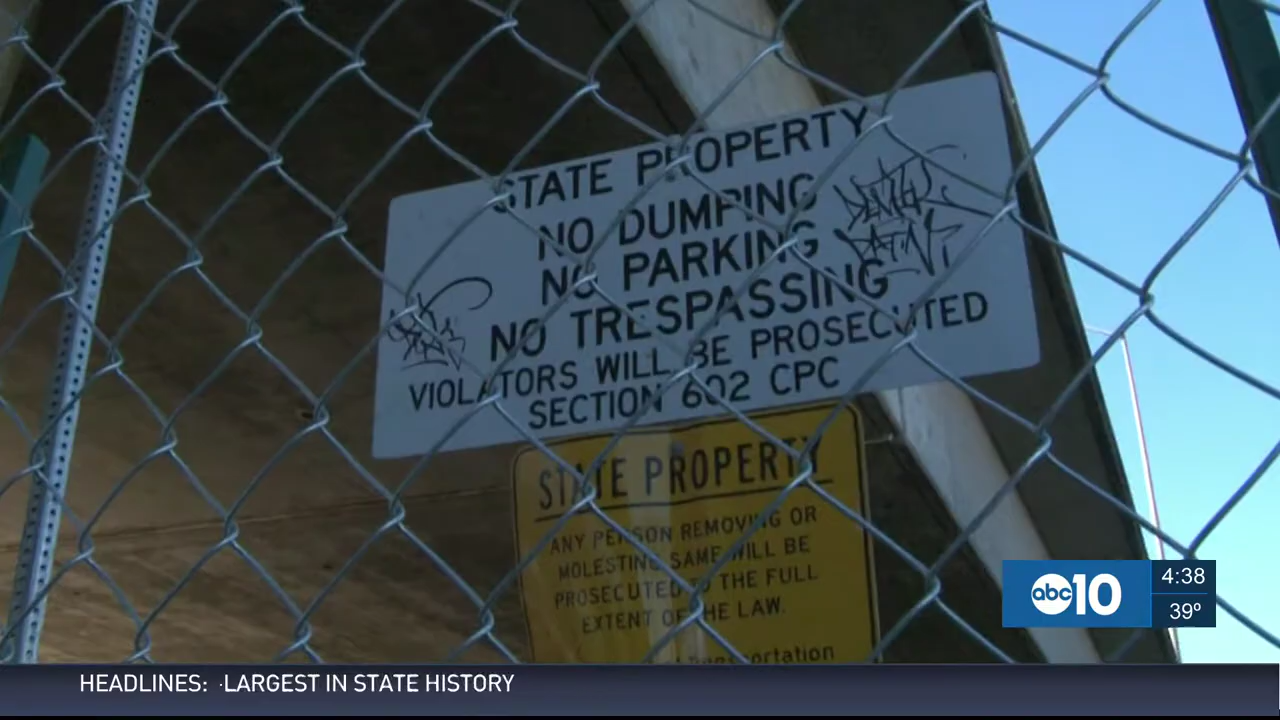 STATE PROPERTY
NO DUMPING
NO PARKING
NO TRESPASSING
VIOLATORS WILL BE PROSECUTED
SECTION 602 CPC
STATE PROPERTY
ANY PERSON REMOVING OR
MOLESTING SAME WILL BE
PROSECUTED TO THE FULL
EXTENT OF THE LAW.
abc10
4:38
39°
HEADLINES: ·LARGEST IN STATE HISTORY